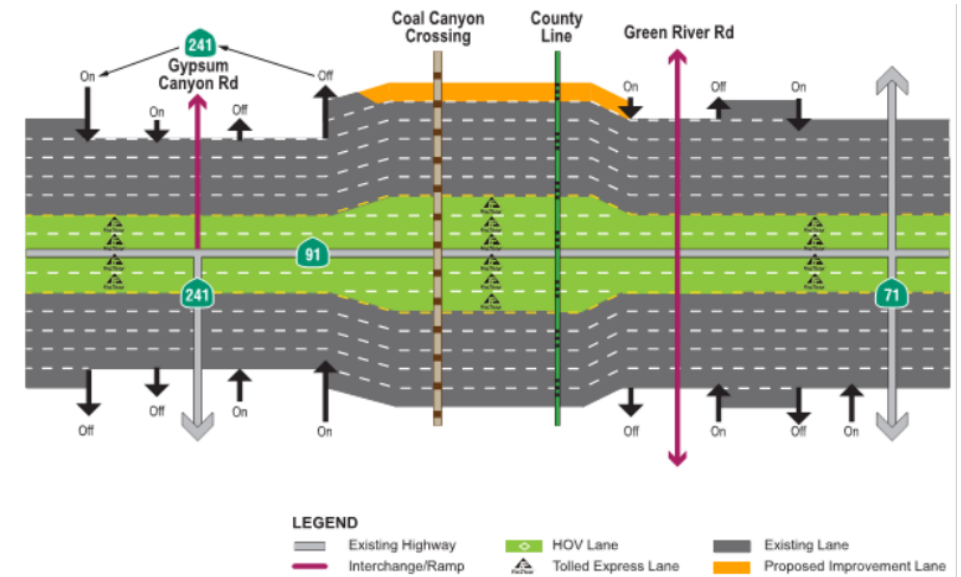 Coal Canyon
Crossing
County
Line
Green River Rd
241
Gypsum
Canyon Rd
On
On
Off
Off
On
Off
On
91
241
71
Off
Off
On
On
Off
On
Off
On
LEGEND
Existing Highway
HOV Lane
Existing Lane
Interchange/Ramp
Tolled Express Lane
Proposed Improvement Lane